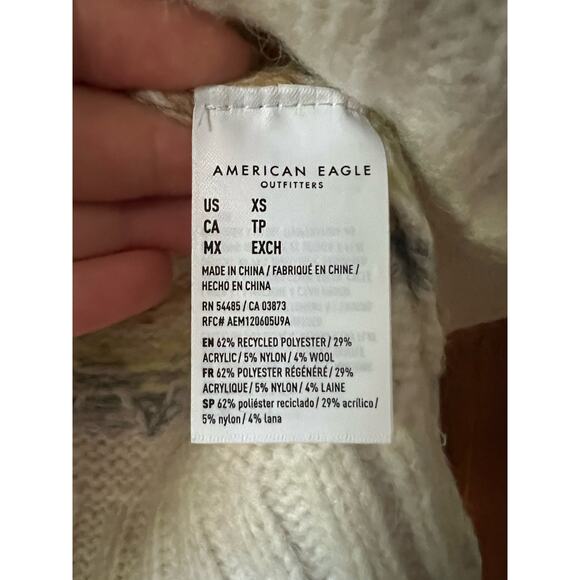 AMERICAN EAGLE
OUTFITTERS
US XS
CA TP
MX EXCH
MADE IN CHINA / FABRIQUÉ EN CHINE /
HECHO EN CHINA
RN 54485 / CA 03873
RFC# AEM120605U9A
EN 62% RECYCLED POLYESTER / 29%
ACRYLIC / 5% NYLON / 4% WOOL
FR 62% POLYESTER RÉGÉNÉRÉ / 29%
ACRYLIQUE / 5% NYLON / 4% LAINE
SP 62% poliéster reciclado / 29% acrílico /
5% nylon / 4% lana